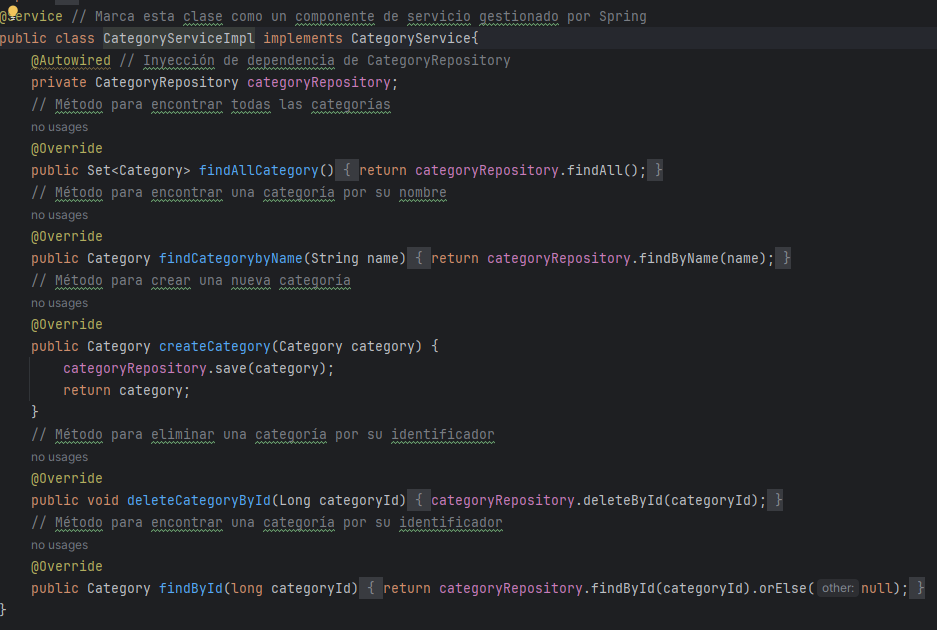 @Service // Marca esta clase como un componente de servicio gestionado por Spring
public class CategoryServiceImpl implements CategoryService{
@Autowired // Inyección de dependencia de CategoryRepository
private CategoryRepository categoryRepository;
// Método para encontrar todas las categorías
no usages
@Override
public Set<Category> findAllCategory() { return categoryRepository.findAll(); }
// Método para encontrar una categoría por su nombre
no usages
@Override
public Category findCategorybyName(String name) { return categoryRepository.findByName(name); }
// Método para crear una nueva categoría
no usages
@Override
public Category createCategory(Category category) {
categoryRepository.save(category);
return category;
}
// Método para eliminar una categoría por su identificador
no usages
@Override
public void deleteCategoryById(Long categoryId) { categoryRepository.deleteById(categoryId); }
// Método para encontrar una categoría por su identificador
no usages
@Override
public Category findById(long categoryId) { return categoryRepository.findById(categoryId).orElse( other: null); }
}